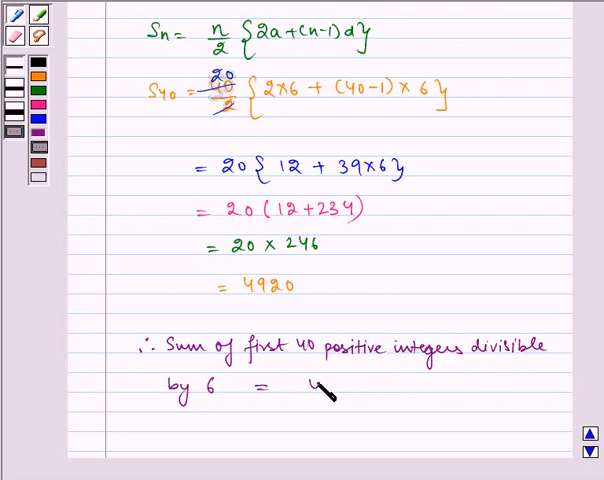 Sn = n/2 {2a+(n-1)d}
S40 = 20 40/2 {2×6 + (40-1) × 6}
= 20{12 + 39×6}
= 20(12+234)
= 20 × 246
= 4920
∴ Sum of first 40 positive integers divisible
by 6 =